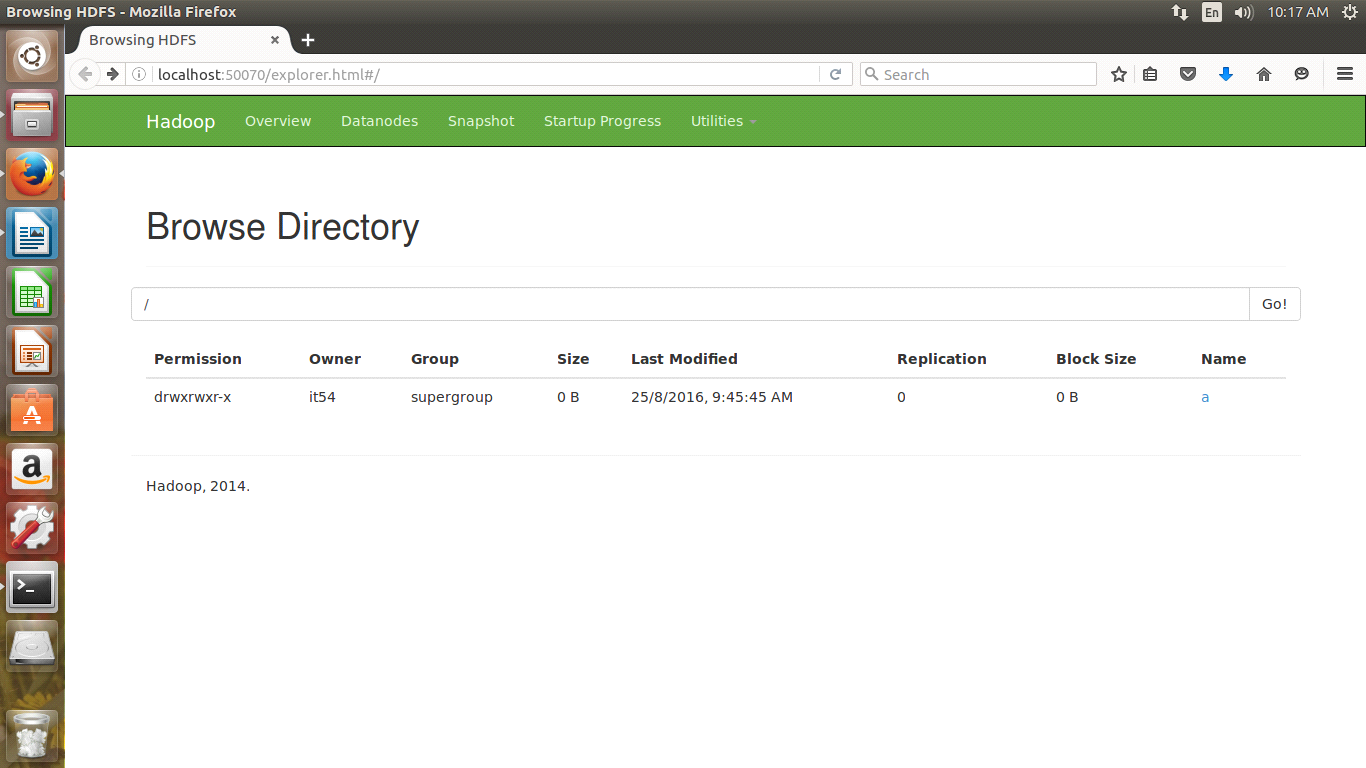 Browsing HDFS - Mozilla Firefox
En
10:17 AM
Browsing HDFS
localhost:50070/explorer.html#/
Search
Hadoop Overview Datanodes Snapshot Startup Progress Utilities
Browse Directory
/ Go!
Permission Owner Group Size Last Modified Replication Block Size Name
drwxrwxr-x it54 supergroup 0 B 25/8/2016, 9:45:45 AM 0 0 B a
Hadoop, 2014.